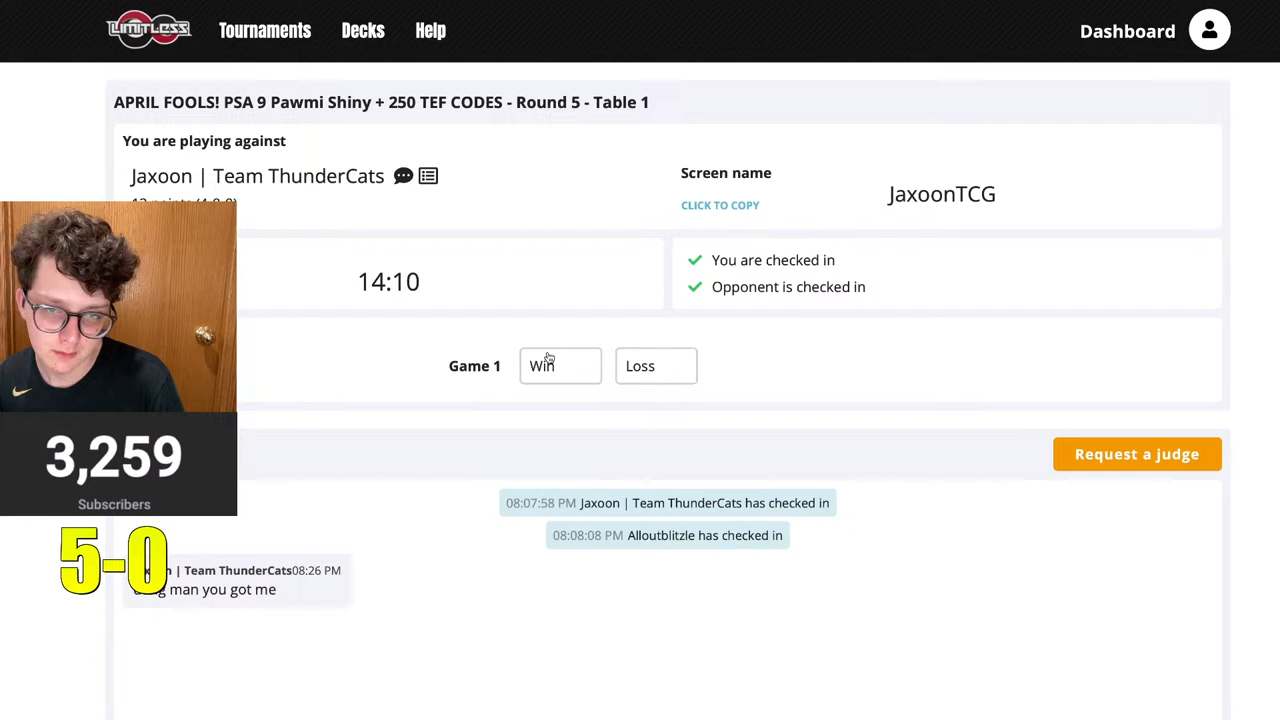 LIMITLESS
Tournaments
Decks
Help
Dashboard
APRIL FOOLS! PSA 9 Pawmi Shiny + 250 TEF CODES - Round 5 - Table 1
You are playing against
Jaxoon | Team ThunderCats
Screen name
CLICK TO COPY
JaxoonTCG
14:10
You are checked in
Opponent is checked in
Game 1
Win
Loss
3,259
Subscribers
5-0
Request a judge
08:07:58 PM Jaxoon | Team ThunderCats has checked in
08:08:08 PM Alloutblitzle has checked in
| Team ThunderCats 08:26 PM
man you got me